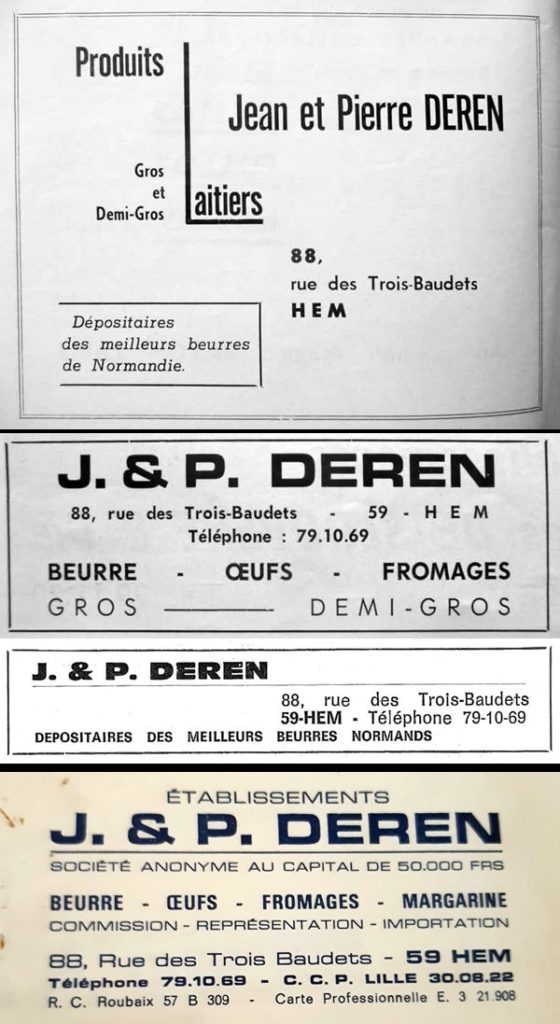 Produits
Jean et Pierre DEREN
Gros
et
Demi-Gros
Laitiers
88,
rue des Trois-Baudets
HEM
Dépositaires
des meilleurs beurres
de Normandie.
J. & P. DEREN
88, rue des Trois-Baudets - 59 - HEM
Téléphone : 79.10.69
BEURRE - ŒUFS - FROMAGES
GROS DEMI-GROS
J. & P. DEREN
88, rue des Trois-Baudets
59-HEM - Téléphone 79-10-69
DEPOSITAIRES DES MEILLEURS BEURRES NORMANDS
ÉTABLISSEMENTS
J. & P. DEREN
SOCIÉTÉ ANONYME AU CAPITAL DE 50.000 FRS
BEURRE - ŒUFS - FROMAGES - MARGARINE
COMMISSION - REPRÉSENTATION - IMPORTATION
88, Rue des Trois Baudets - 59 HEM
Téléphone 79.10.69 - C. C. P. LILLE 30.08.22
R. C. Roubaix 57 B 309 - Carte Professionnelle E. 3 21.908